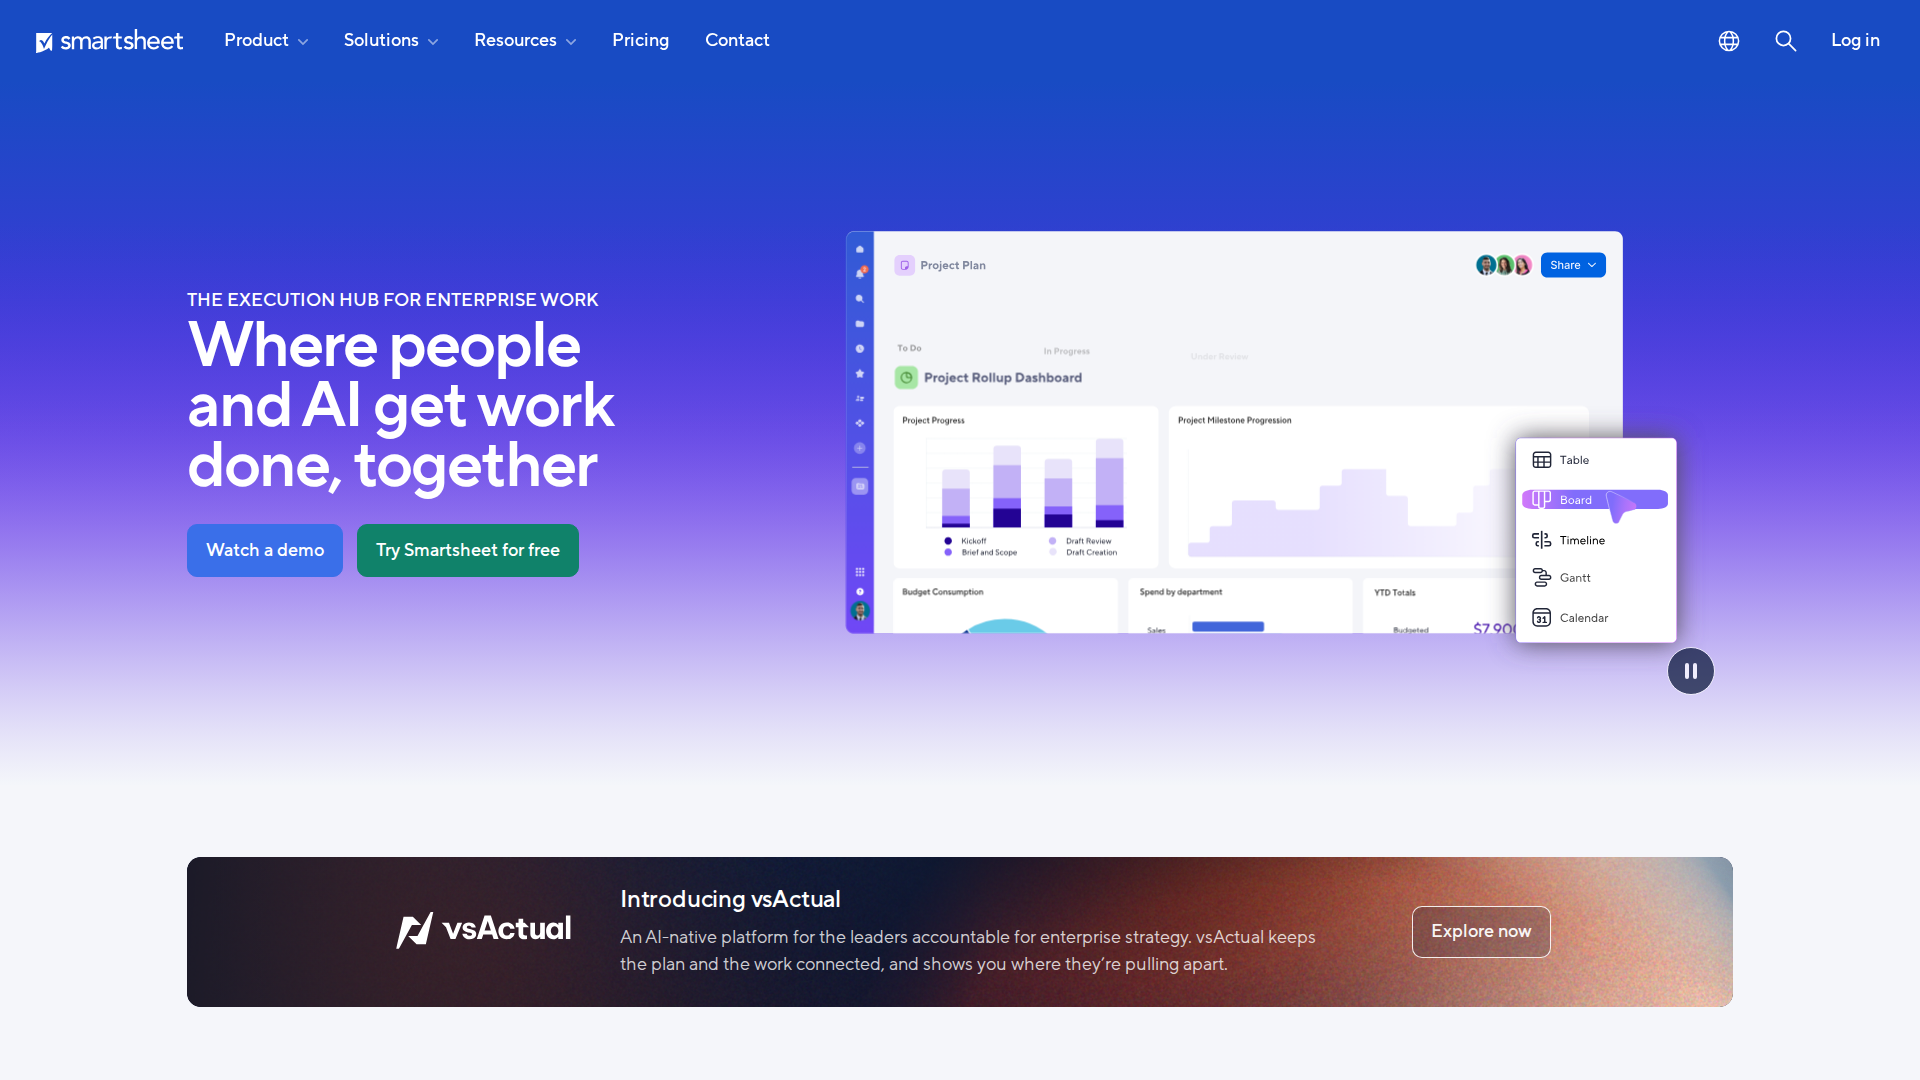 smartsheet
Product
Solutions
Resources
Pricing
Contact
Log in
THE EXECUTION HUB FOR ENTERPRISE WORK
Where people
and AI get work
done, together
Watch a demo
Try Smartsheet for free
Project Plan
Share
To Do
In Progress
Under Review
Project Rollup Dashboard
Project Progress
Kickoff
Draft Review
Brief and Scope
Draft Creation
Project Milestone Progression
Budget Consumption
Spend by department
Sales
YTD Totals
Budgeted
Table
Board
Timeline
Gantt
31
Calendar
vsActual
Introducing vsActual
An AI-native platform for the leaders accountable for enterprise strategy. vsActual keeps
the plan and the work connected, and shows you where they’re pulling apart.
Explore now